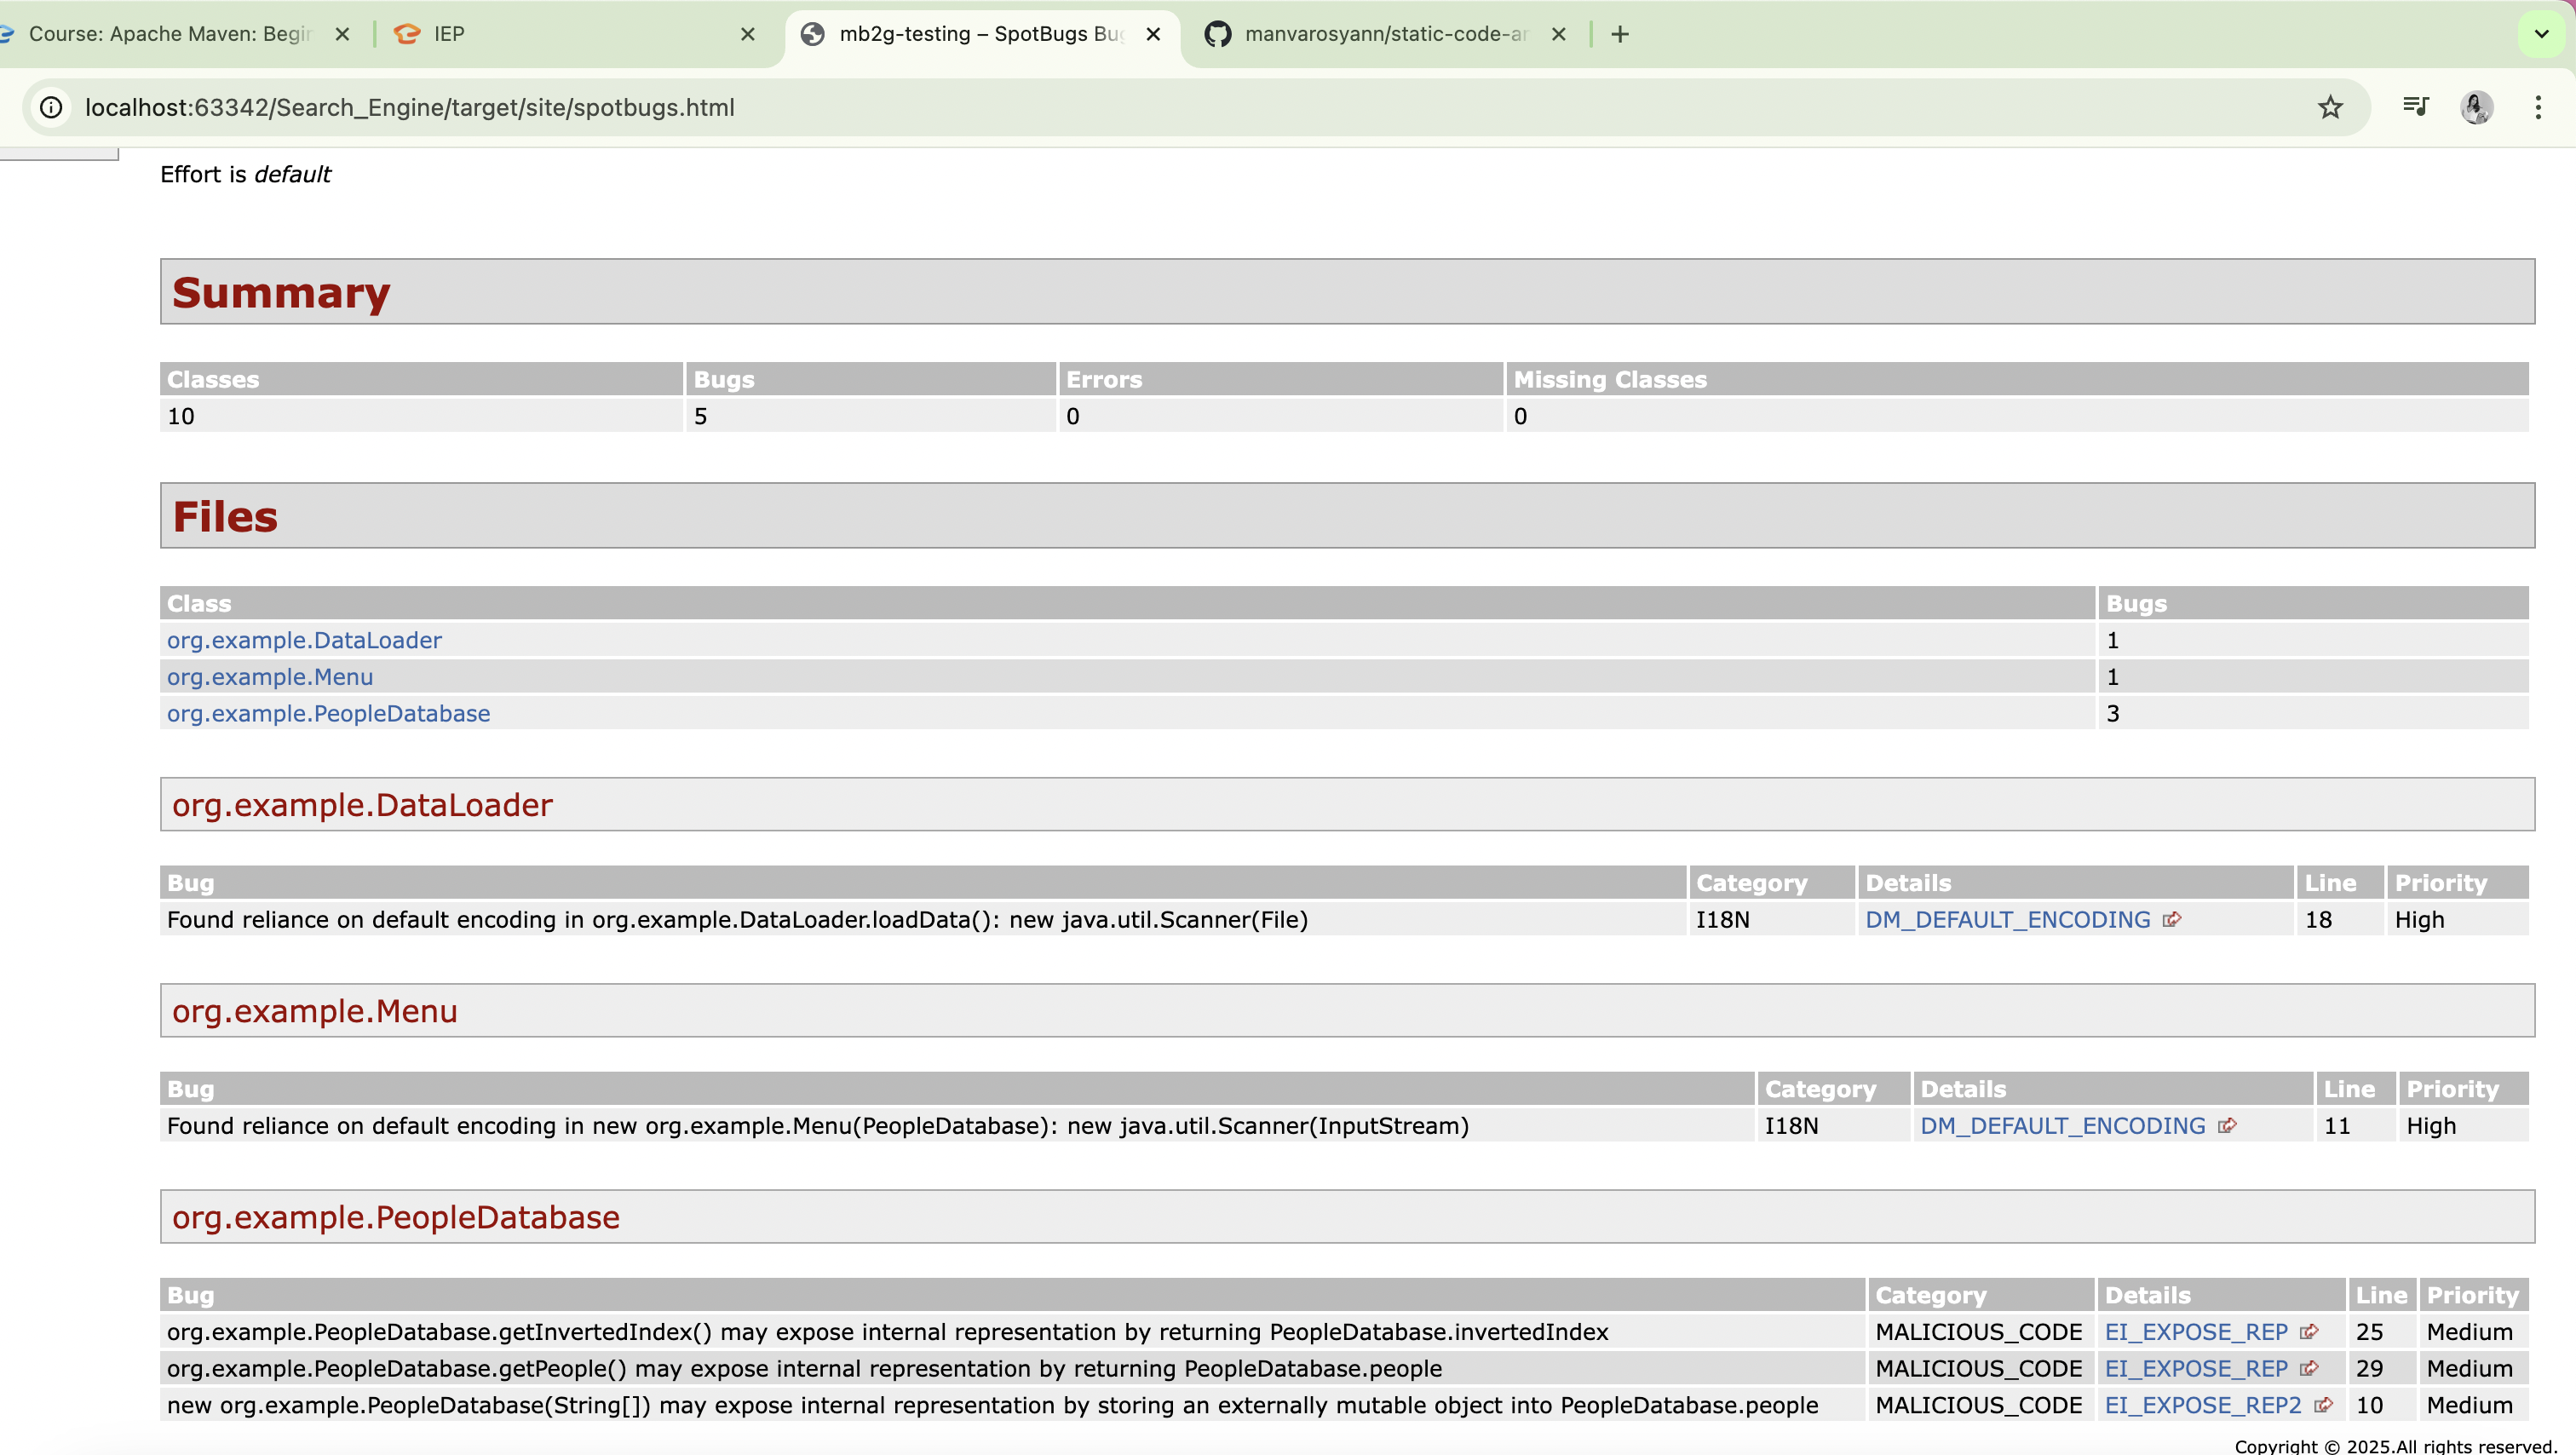 Course: Apache Maven: Begin
IEP
mb2g-testing – SpotBugs Bug
manvarosyann/static-code-an
localhost:63342/Search_Engine/target/site/spotbugs.html
Effort is default
Summary
Classes Bugs Errors Missing Classes
10 5 0 0
Files
Class Bugs
org.example.DataLoader 1
org.example.Menu 1
org.example.PeopleDatabase 3
org.example.DataLoader
Bug Category Details Line Priority
Found reliance on default encoding in org.example.DataLoader.loadData(): new java.util.Scanner(File) I18N DM_DEFAULT_ENCODING 18 High
org.example.Menu
Bug Category Details Line Priority
Found reliance on default encoding in new org.example.Menu(PeopleDatabase): new java.util.Scanner(InputStream) I18N DM_DEFAULT_ENCODING 11 High
org.example.PeopleDatabase
Bug Category Details Line Priority
org.example.PeopleDatabase.getInvertedIndex() may expose internal representation by returning PeopleDatabase.invertedIndex MALICIOUS_CODE EI_EXPOSE_REP 25 Medium
org.example.PeopleDatabase.getPeople() may expose internal representation by returning PeopleDatabase.people MALICIOUS_CODE EI_EXPOSE_REP 29 Medium
new org.example.PeopleDatabase(String[]) may expose internal representation by storing an externally mutable object into PeopleDatabase.people MALICIOUS_CODE EI_EXPOSE_REP2 10 Medium
Copyright © 2025.All rights reserved.